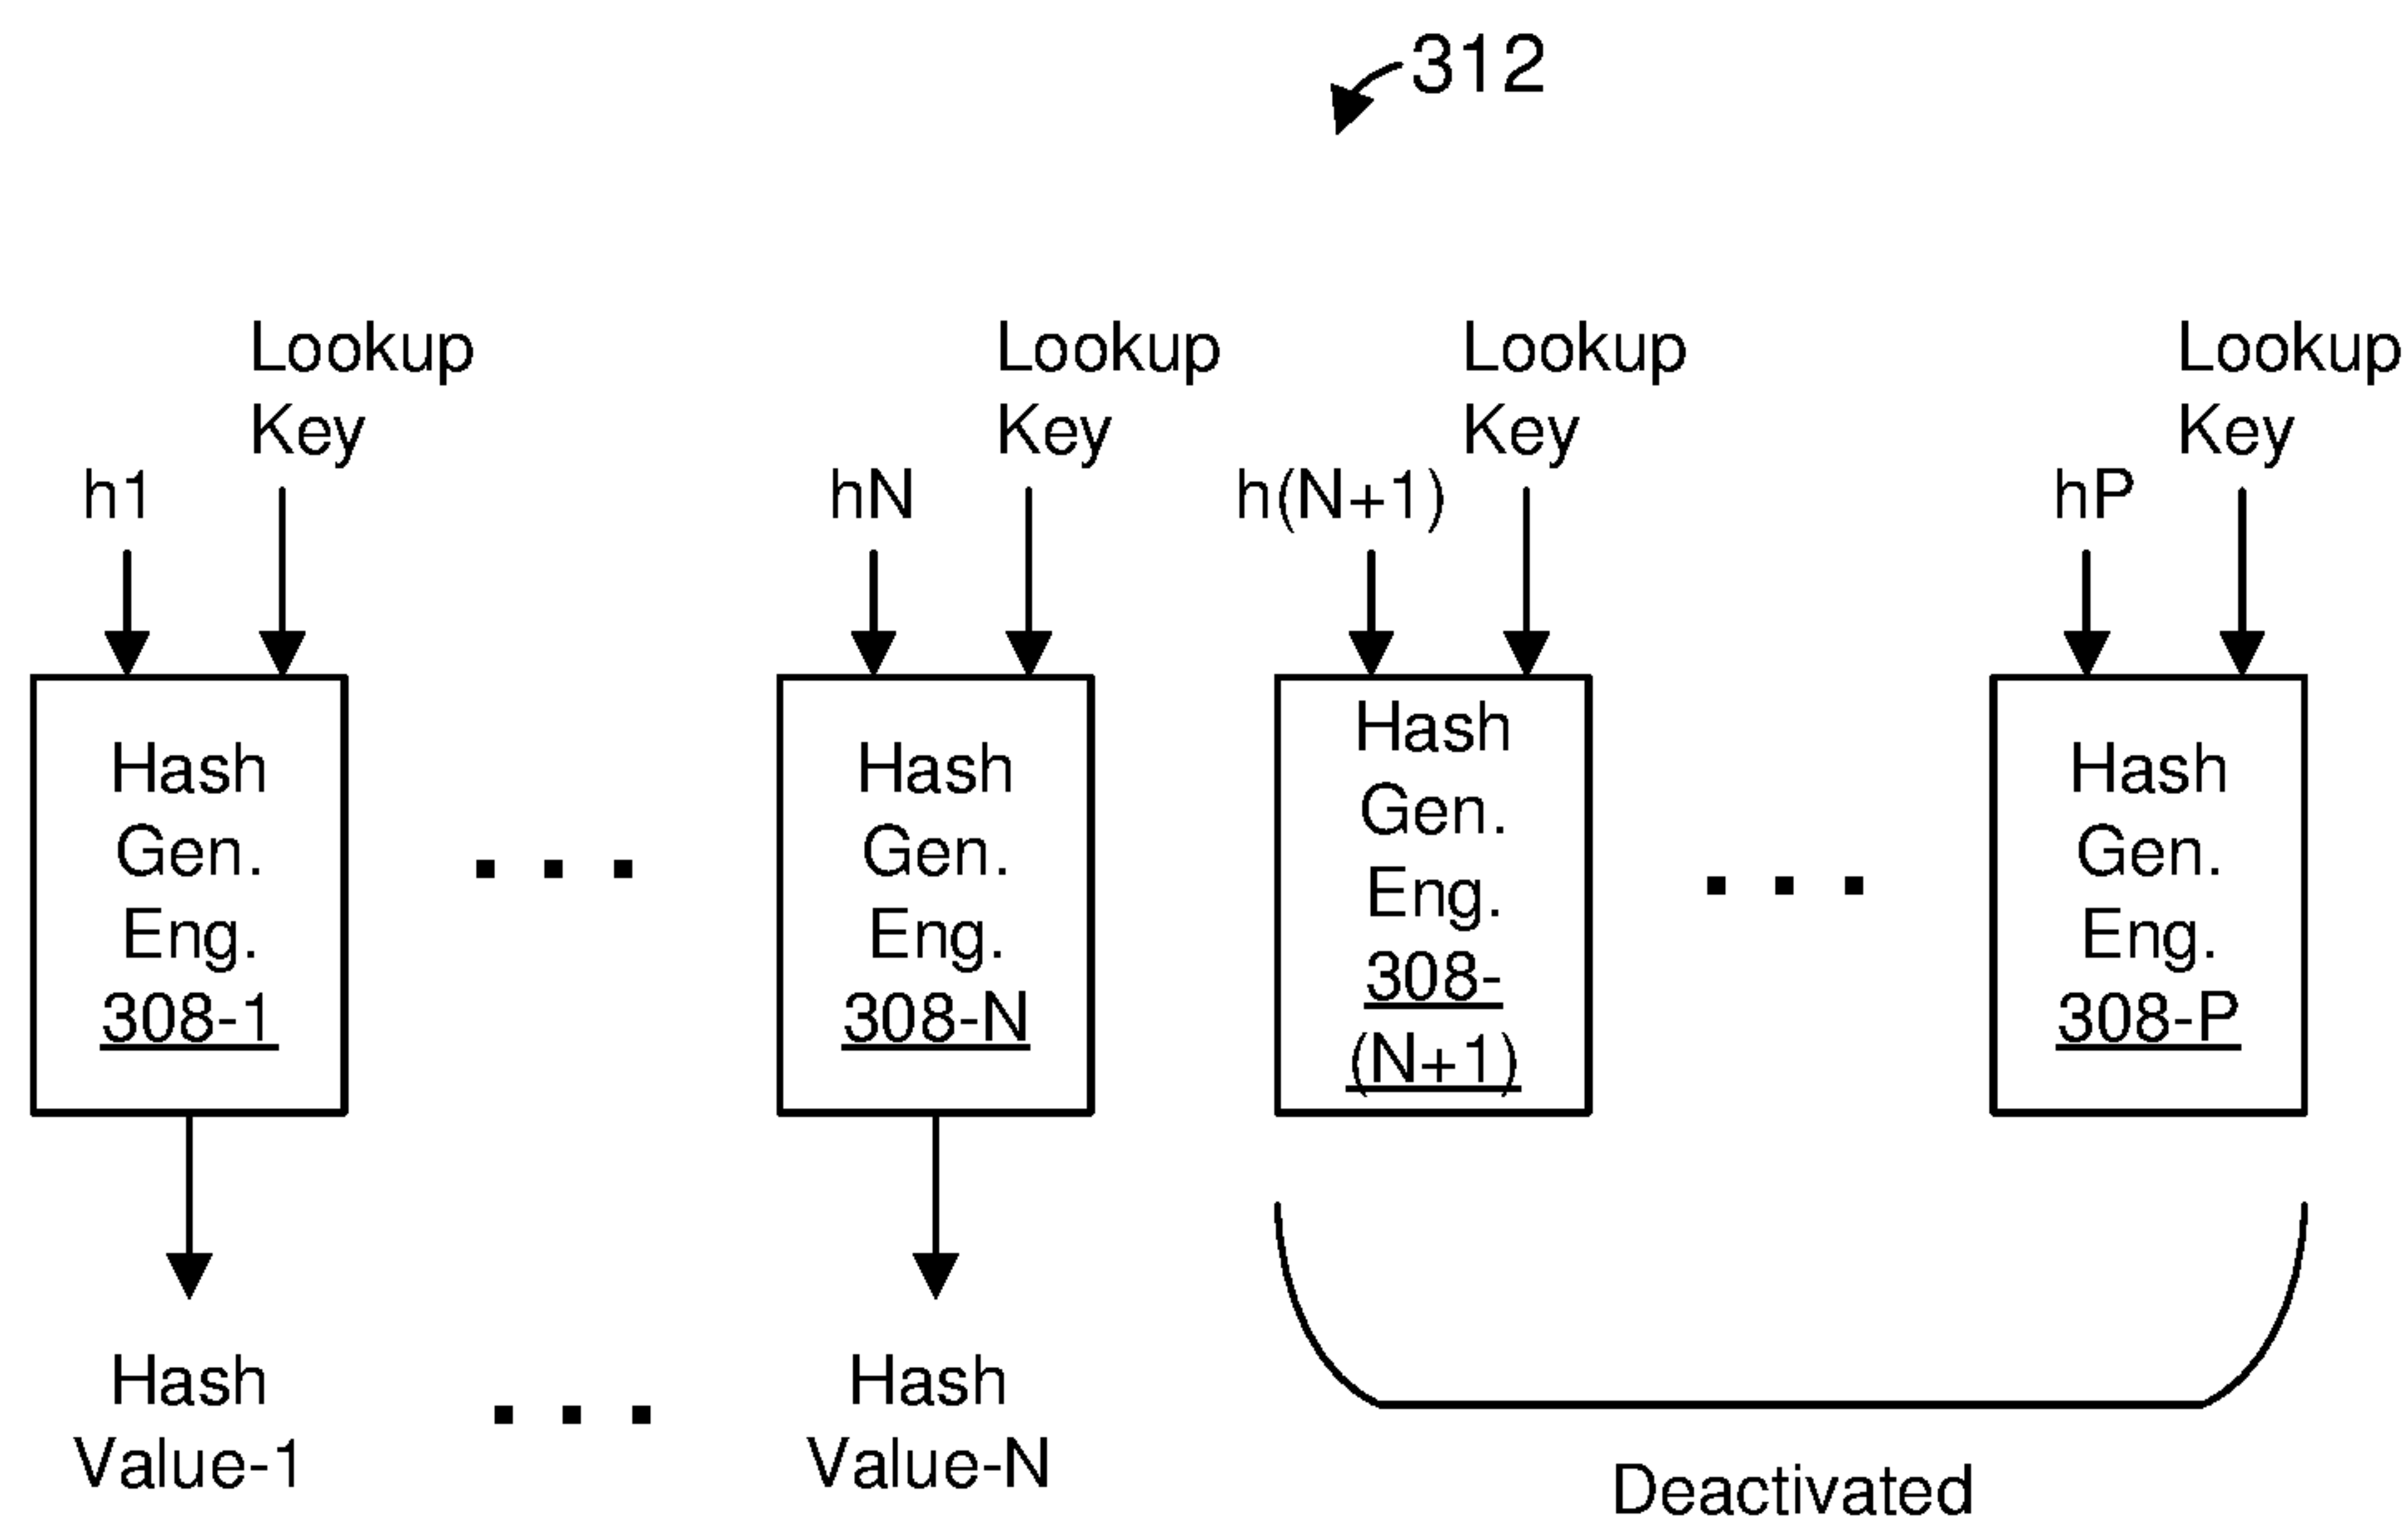 312
Lookup
Key
h1
Lookup
Key
hN
Lookup
Key
h(N+1)
Lookup
Key
hP
Hash
Gen.
Eng.
308-1
Hash
Gen.
Eng.
308-N
Hash
Gen.
Eng.
308-
(N+1)
Hash
Gen.
Eng.
308-P
Hash
Value-1
Hash
Value-N
Deactivated